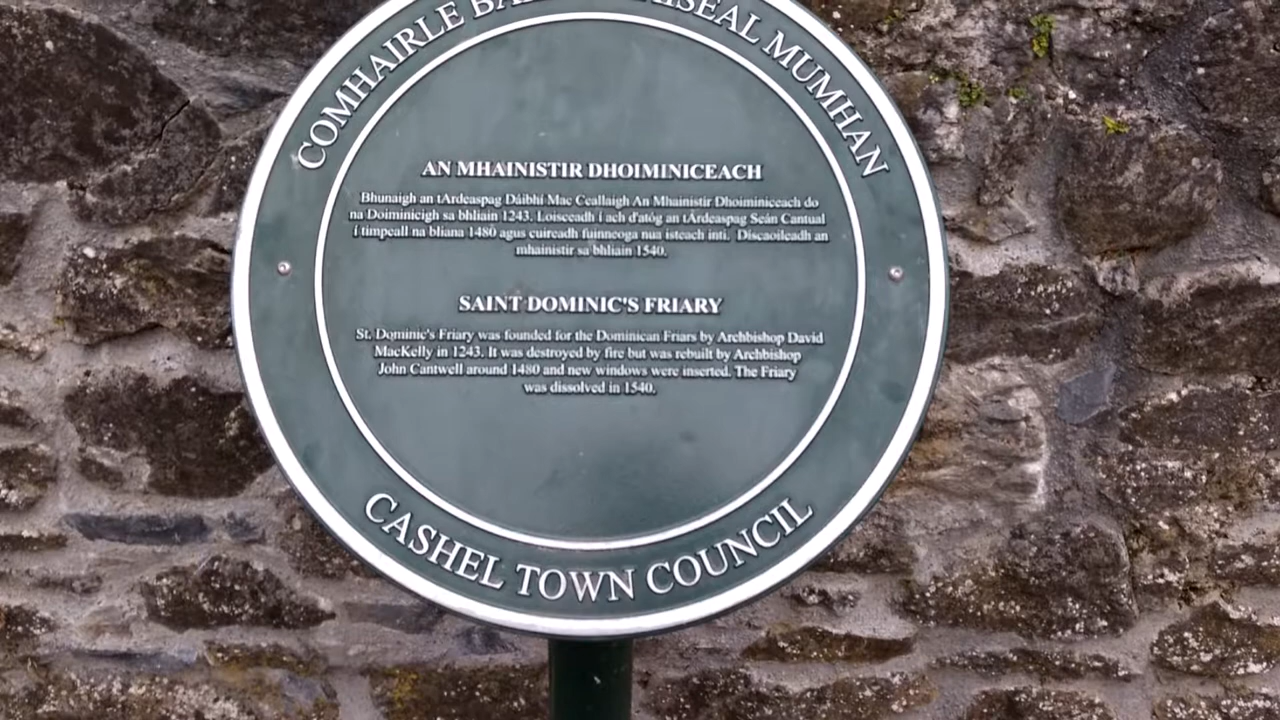 COMHAIRLE MUMHAN
AN MHAINISTIR DHOIMINICEACH
Bhunaigh an tArdeaspag Dáibhí Mac Ceallaigh An Mhainistir Dhoiminiceach do
na Doiminicigh sa bhliain 1243. Loisceadh í ach d'atóg an tArdeaspag Seán Cantual
í timpeall na bliana 1480 agus cuireadh fuinneoga nua isteach inti. Díscaoileadh an
mhainistir sa bhliain 1540.
SAINT DOMINIC'S FRIARY
St. Dominic's Friary was founded for the Dominican Friars by Archbishop David
MacKelly in 1243. It was destroyed by fire but was rebuilt by Archbishop
John Cantwell around 1480 and new windows were inserted. The Friary
was dissolved in 1540.
CASHEL TOWN COUNCIL